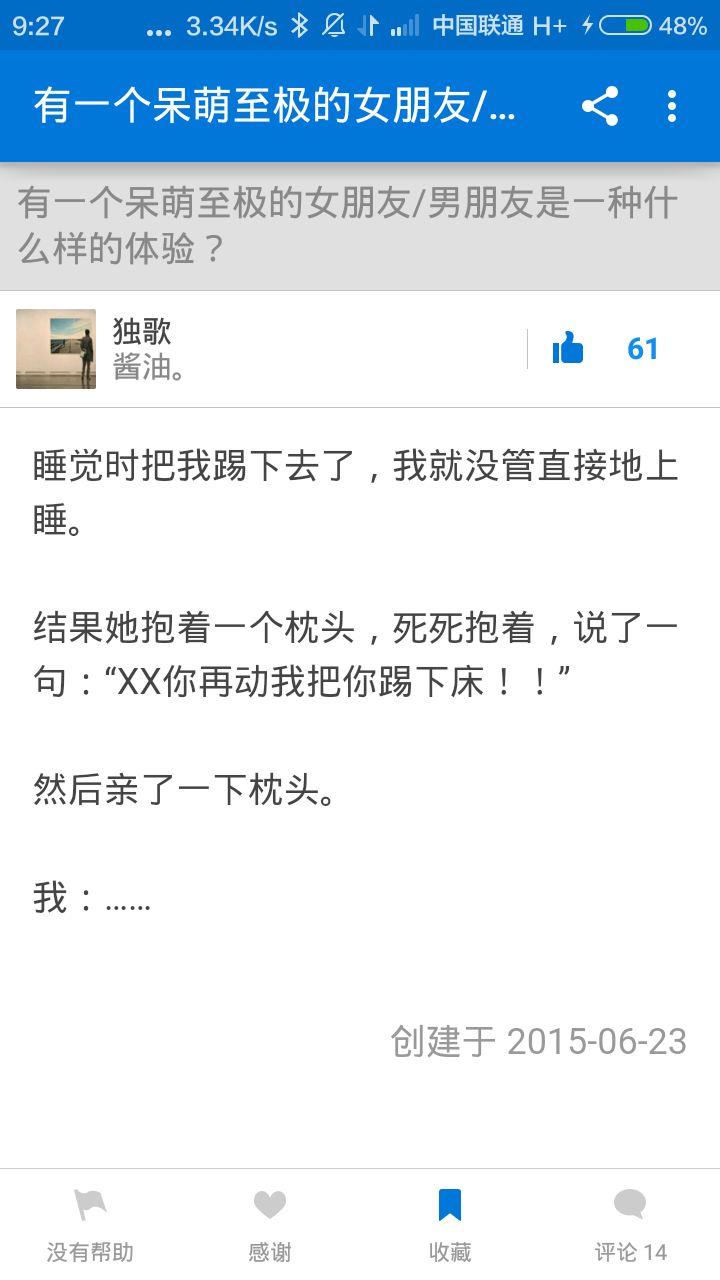 9:27 ... 3.34K/s 中国联通 H+ 48%
有一个呆萌至极的女朋友/...
有一个呆萌至极的女朋友/男朋友是一种什
么样的体验？
独歌
酱油。
61
睡觉时把我踢下去了，我就没管直接地上
睡。
结果她抱着一个枕头，死死抱着，说了一
句：“XX你再动我把你踢下床！！”
然后亲了一下枕头。
我：……
创建于 2015-06-23
没有帮助 感谢 收藏 评论 14